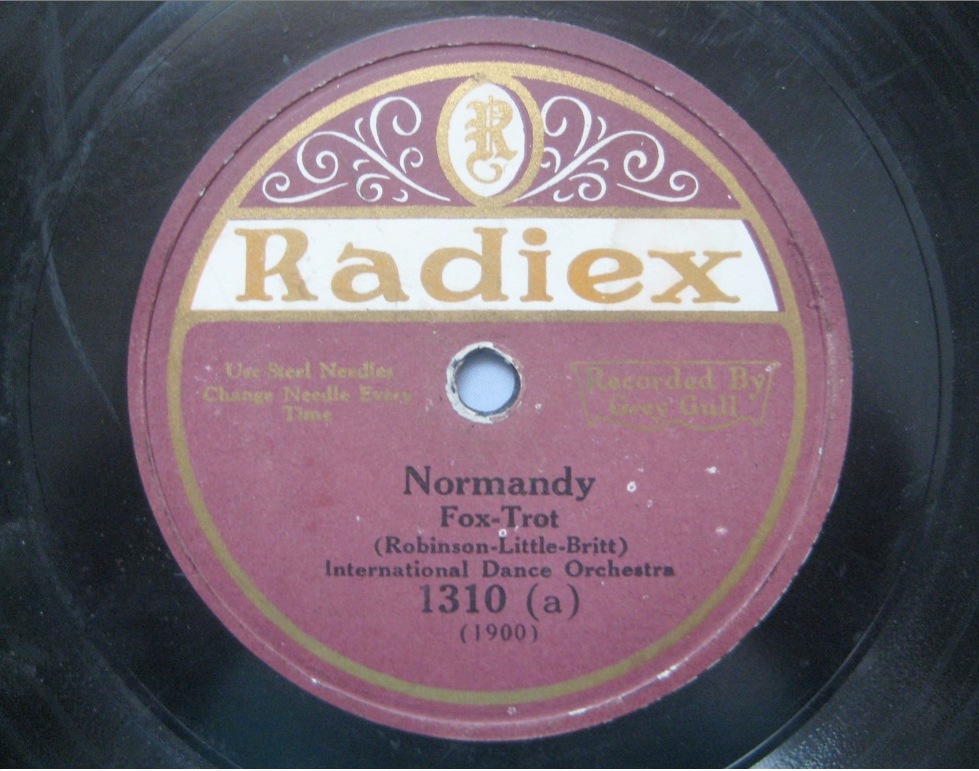 R
Radiex
Use Steel Needles
Change Needle Every
Time
Recorded By
Grey Gull
Normandy
Fox-Trot
(Robinson-Little-Britt)
International Dance Orchestra
1310 (a)
(1900)